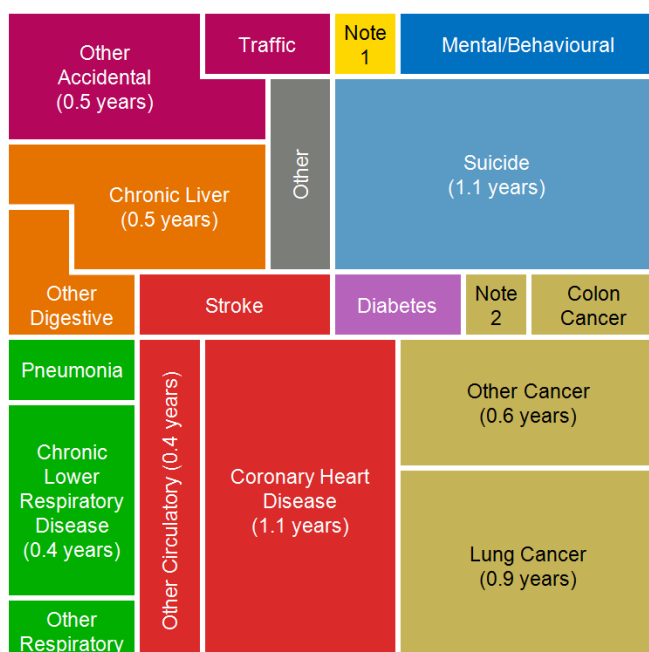 Other
Accidental
(0.5 years)
Traffic
Note
1
Mental/Behavioural
Chronic Liver
(0.5 years)
Other
Suicide
(1.1 years)
Other
Digestive
Stroke
Diabetes
Note
2
Colon
Cancer
Pneumonia
Chronic
Lower
Respiratory
Disease
(0.4 years)
Other
Respiratory
Other Circulatory (0.4 years)
Coronary Heart
Disease
(1.1 years)
Other Cancer
(0.6 years)
Lung Cancer
(0.9 years)